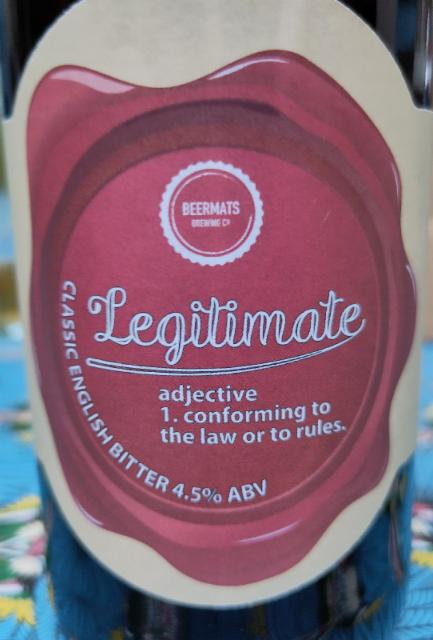 BEERMATS
BREWING Cº
Legitimate
adjective
1. conforming to
the law or to rules.
CLASSIC ENGLISH BITTER 4.5% ABV